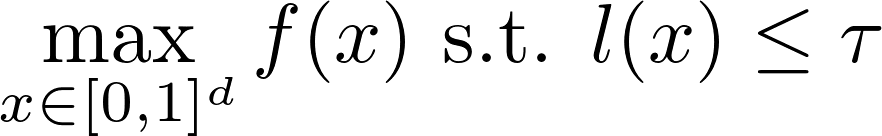 max f(x) s.t. l(x) ≤ τ
x∈[0,1]^d